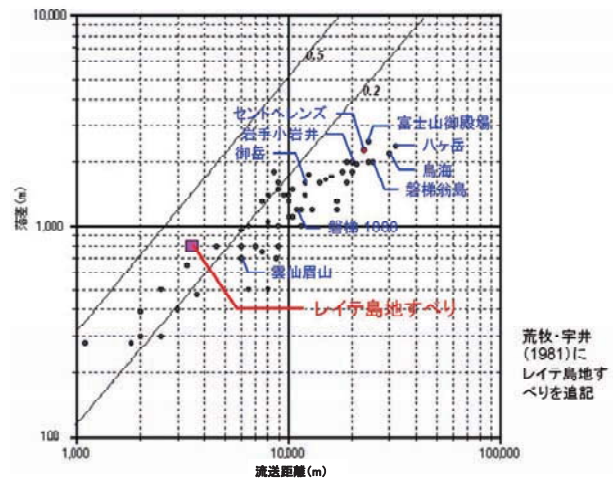 10,000
0.5
0.2
セントヘレンズ
富士山御殿場
岩手小岩井
八ヶ岳
御岳
鳥海
磐梯翁島
落差(m)
1,000
磐梯 1888
雲仙眉山
レイテ島地すべり
荒牧・宇井
(1981)に
レイテ島地す
べりを追記
100
1,000
10,000
100,000
流送距離(m)